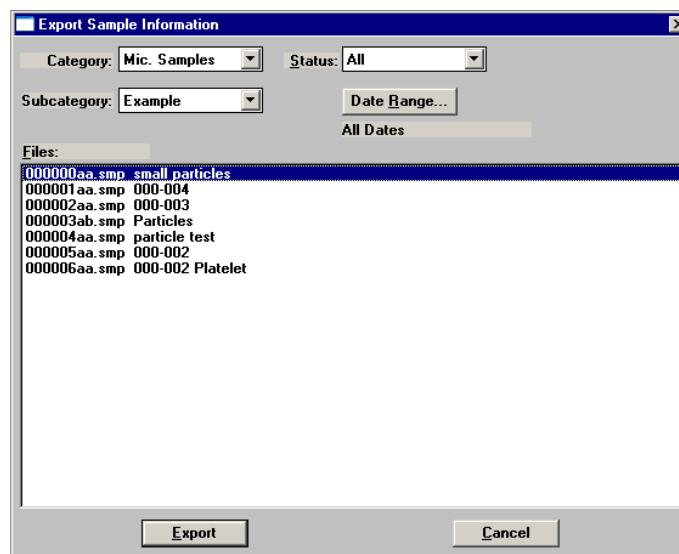 Export Sample Information
Category: Mic. Samples Status: All
Subcategory: Example Date Range...
All Dates
Files:
000000aa.smp small particles
000001aa.smp 000-004
000002aa.smp 000-003
000003ab.smp Particles
000004aa.smp particle test
000005aa.smp 000-002
000006aa.smp 000-002 Platelet
Export Cancel